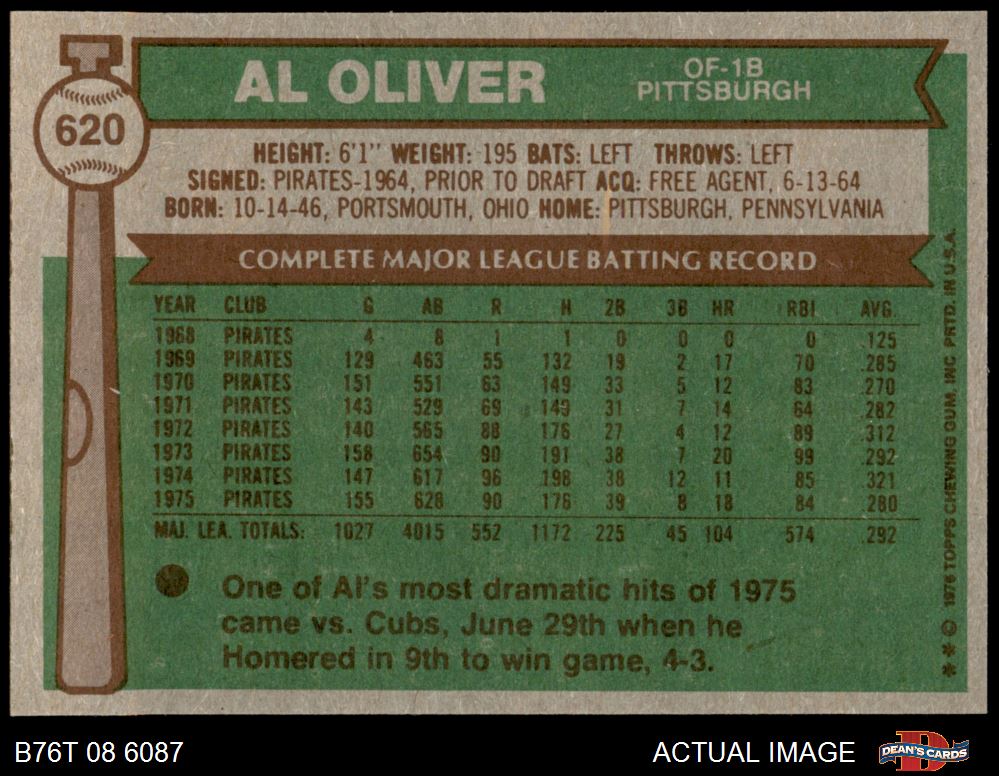 620
AL OLIVER
OF-1B
PITTSBURGH
HEIGHT: 6'1" WEIGHT: 195 BATS: LEFT THROWS: LEFT
SIGNED: PIRATES-1964, PRIOR TO DRAFT ACQ: FREE AGENT, 6-13-64
BORN: 10-14-46, PORTSMOUTH, OHIO HOME: PITTSBURGH, PENNSYLVANIA
COMPLETE MAJOR LEAGUE BATTING RECORD
YEAR CLUB G AB R H 2B 3B HR RBI AVG.
1968 PIRATES 4 8 1 1 0 0 0 0 .125
1969 PIRATES 129 463 55 132 19 2 17 70 .285
1970 PIRATES 151 551 63 149 33 5 12 83 .270
1971 PIRATES 143 529 69 149 31 7 14 64 .282
1972 PIRATES 140 565 88 176 27 4 12 89 .312
1973 PIRATES 158 654 90 191 38 7 20 99 .292
1974 PIRATES 147 617 96 198 38 12 11 85 .321
1975 PIRATES 155 628 90 176 39 8 18 84 .280
MAJ. LEA. TOTALS: 1027 4015 552 1172 225 45 104 574 .292
One of Al's most dramatic hits of 1975
came vs. Cubs, June 29th when he
Homered in 9th to win game, 4-3.
** © 1976 TOPPS CHEWING GUM, INC PRTD. IN U.S.A.
B76T 08 6087
ACTUAL IMAGE
DEAN'S CARDS